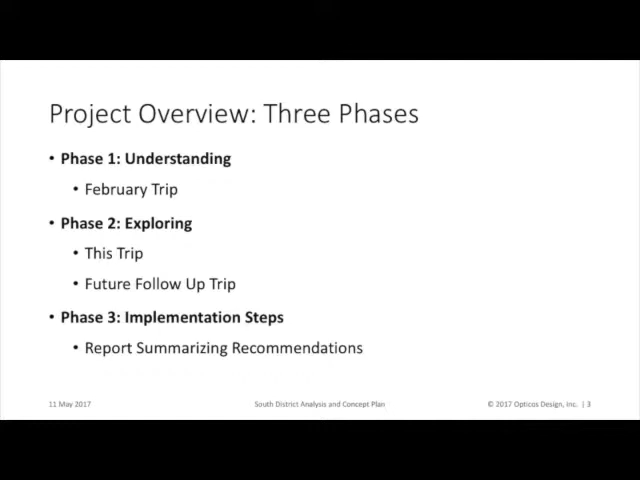 Project Overview: Three Phases
• Phase 1: Understanding
• February Trip
• Phase 2: Exploring
• This Trip
• Future Follow Up Trip
• Phase 3: Implementation Steps
• Report Summarizing Recommendations
11 May 2017 South District Analysis and Concept Plan © 2017 Opticos Design, Inc. | 3